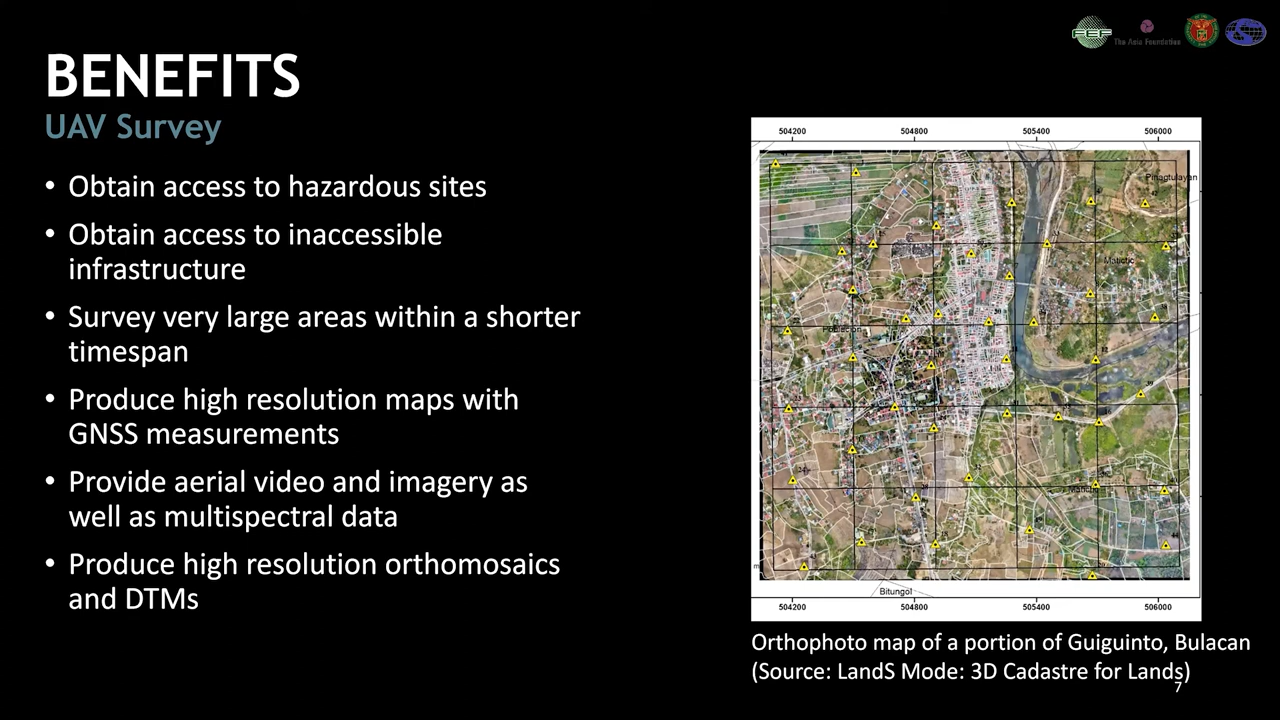 FEF
The Asia Foundation
BENEFITS
UAV Survey
• Obtain access to hazardous sites
• Obtain access to inaccessible
infrastructure
• Survey very large areas within a shorter
timespan
• Produce high resolution maps with
GNSS measurements
• Provide aerial video and imagery as
well as multispectral data
• Produce high resolution orthomosaics
and DTMs
504200 504800 505400 506000
Pinagtulayan
Matictic
Poblacion
Bitungol
504200 504800 505400 506000
Orthophoto map of a portion of Guiguinto, Bulacan
(Source: LandS Mode: 3D Cadastre for Lands)
7